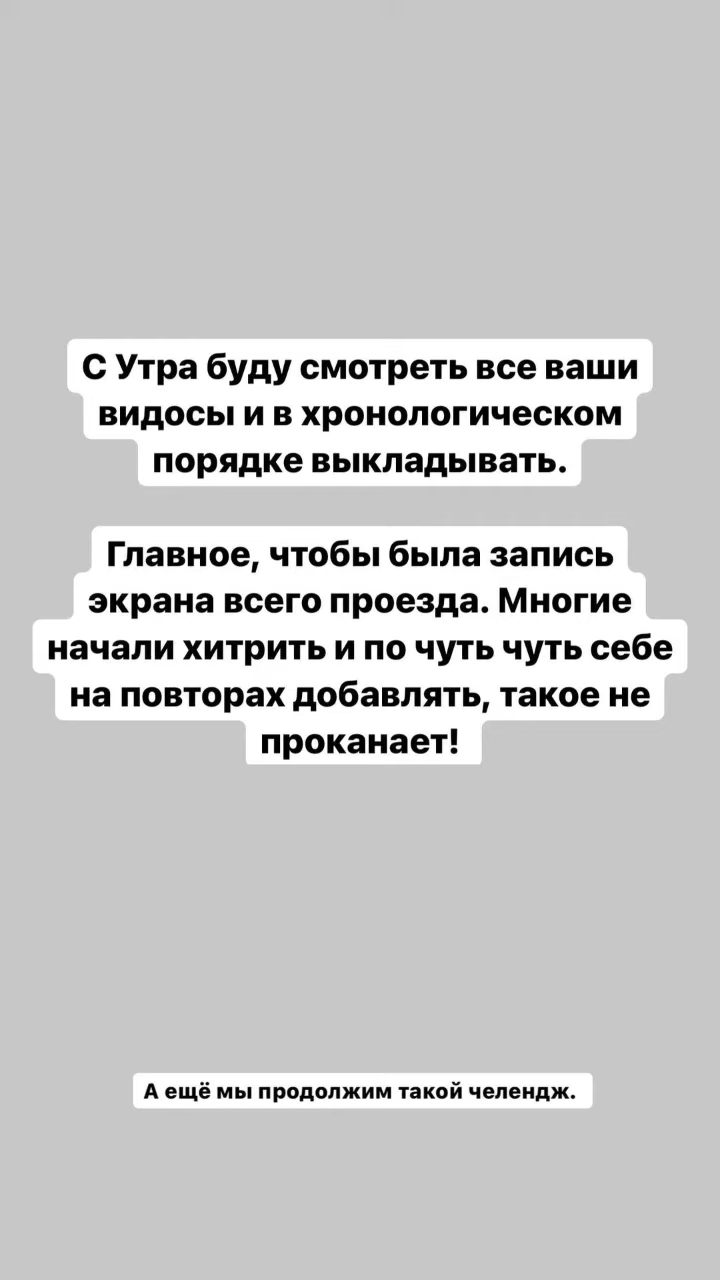 С Утра буду смотреть все ваши
видосы и в хронологическом
порядке выкладывать.
Главное, чтобы была запись
экрана всего проезда. Многие
начали хитрить и по чуть чуть себе
на повторах добавлять, такое не
проканает!
А ещё мы продолжим такой челендж.